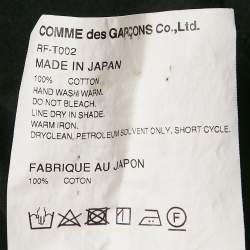 COMME des GARÇONS Co., Ltd.
RF-T002
MADE IN JAPAN
100% COTTON
HAND WASH WARM.
DO NOT BLEACH.
LINE DRY IN SHADE.
WARM IRON.
DRYCLEAN, PETROLEUM SOLVENT ONLY, SHORT CYCLE.
FABRIQUE AU JAPON
100% COTON
F